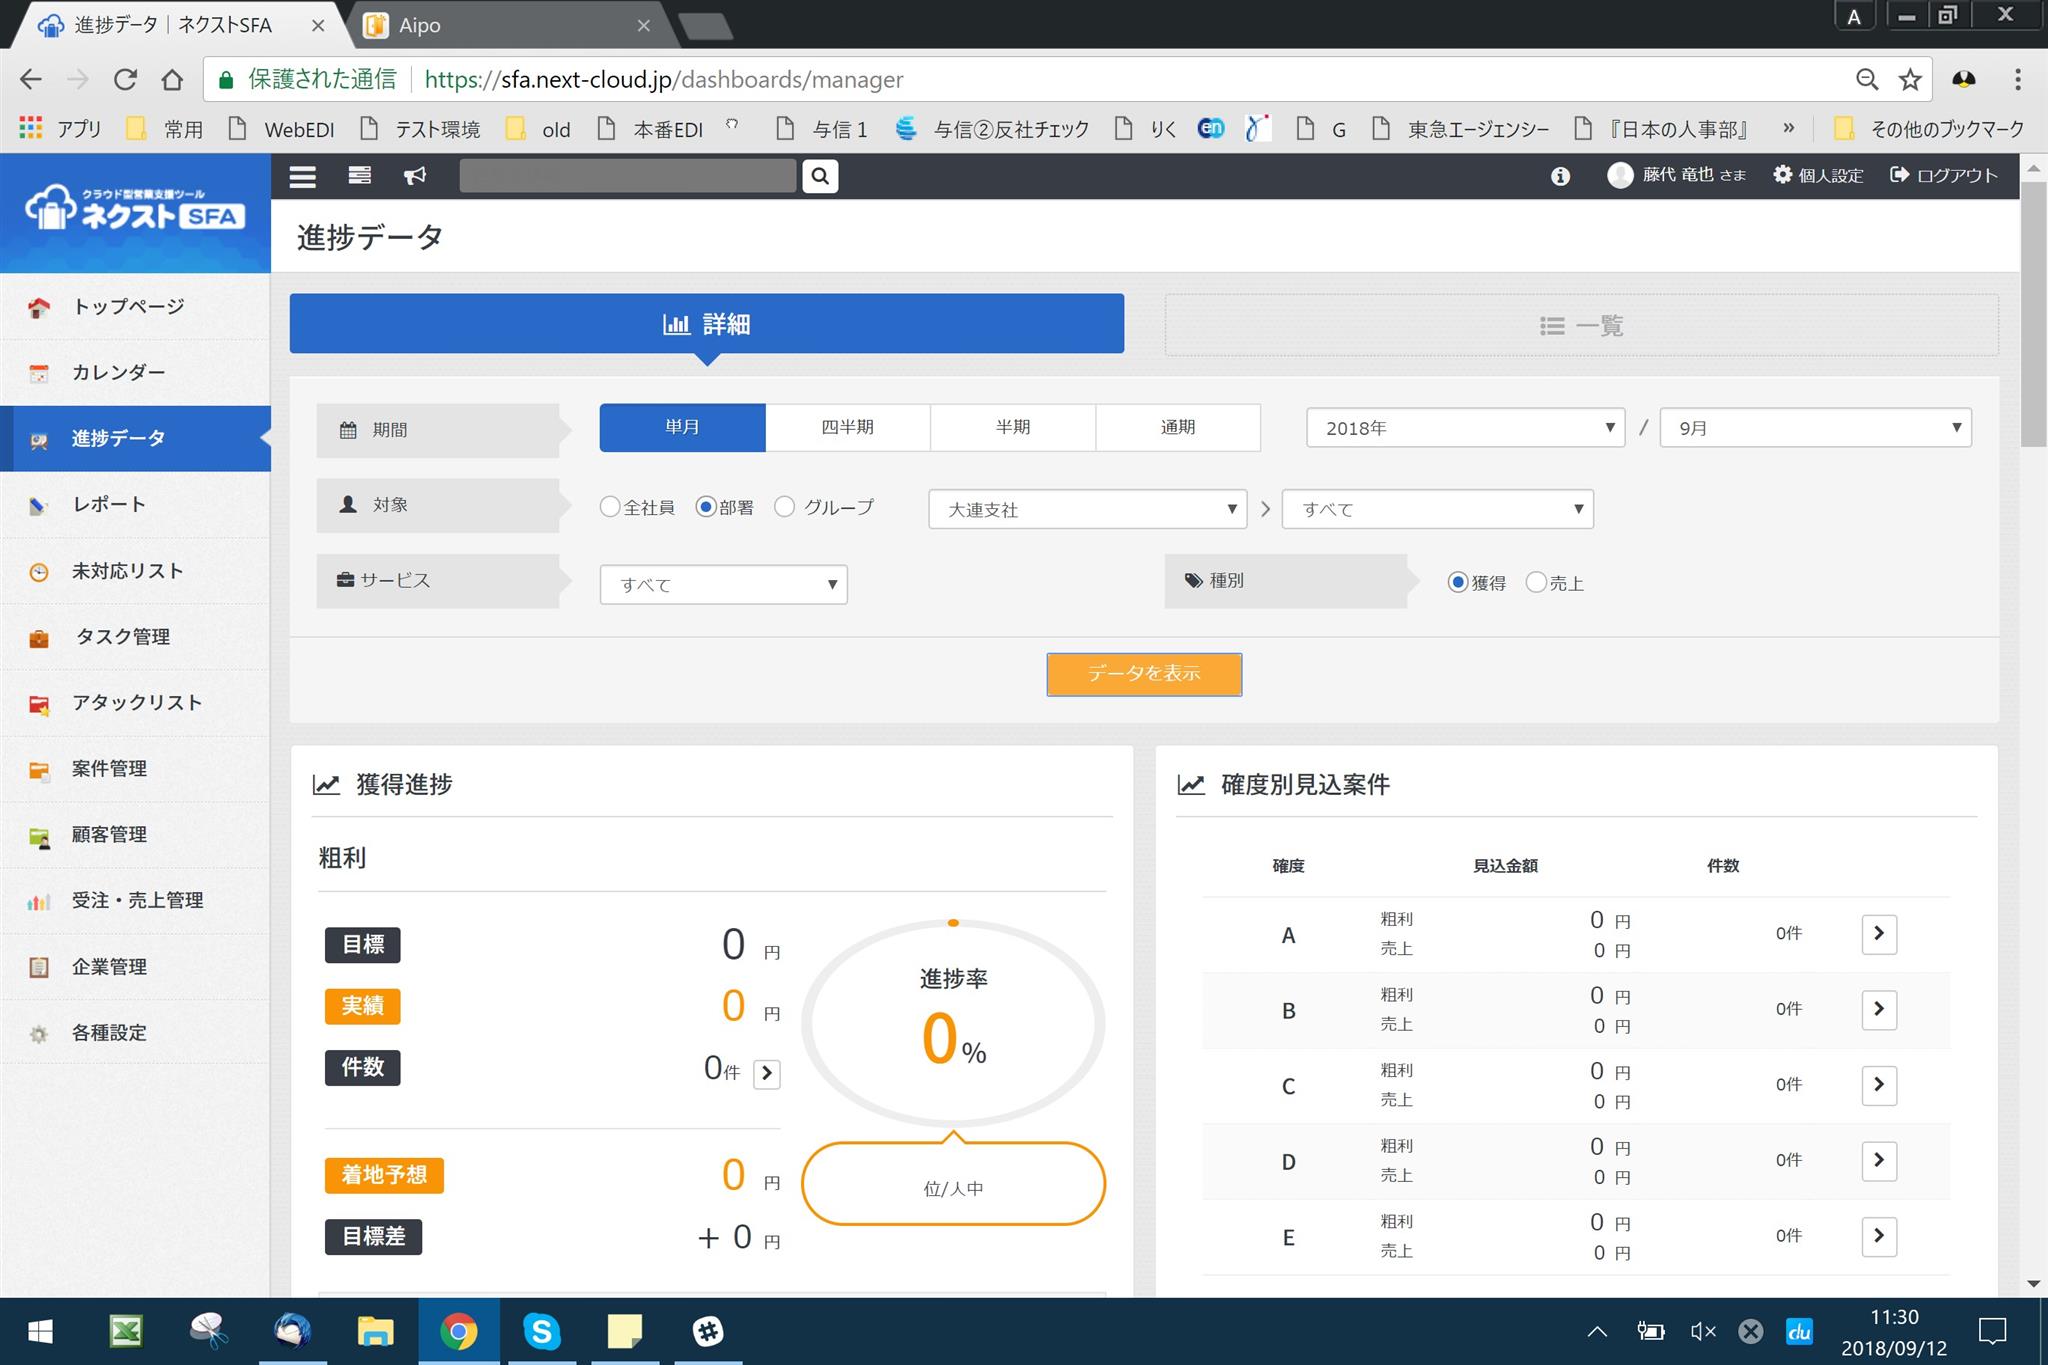 進捗データ | ネクストSFA
Aipo
A
保護された通信
https://sfa.next-cloud.jp/dashboards/manager
アプリ
常用
WebEDI
テスト環境
old
本番EDI
与信１
与信②反社チェック
りく
en
G
東急エージェンシー
『日本の人事部』
»
その他のブックマーク
クラウド型営業支援ツール
ネクストSFA
藤代 竜也 さま
個人設定
ログアウト
進捗データ
トップページ
カレンダー
進捗データ
レポート
未対応リスト
タスク管理
アタックリスト
案件管理
顧客管理
受注・売上管理
企業管理
各種設定
詳細
一覧
期間
単月
四半期
半期
通期
2018年
/
9月
対象
全社員
部署
グループ
大連支社
すべて
サービス
すべて
種別
獲得
売上
データを表示
獲得進捗
粗利
目標
0 円
実績
0 円
件数
0件
進捗率
0%
着地予想
0 円
目標差
+ 0 円
位/人中
確度別見込案件
確度 見込金額 件数
A
粗利 0 円
売上 0 円
0件
B
粗利 0 円
売上 0 円
0件
C
粗利 0 円
売上 0 円
0件
D
粗利 0 円
売上 0 円
0件
E
粗利 0 円
売上 0 円
0件
du
11:30
2018/09/12